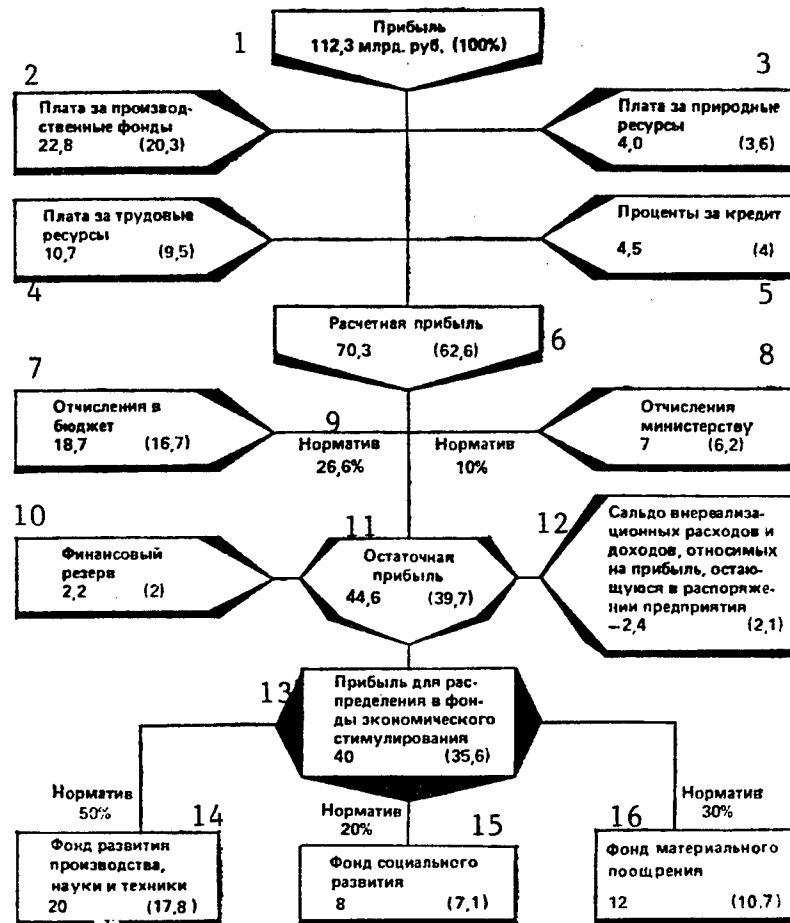 1
Прибыль
112,3 млрд. руб. (100%)
2
Плата за производ-
ственные фонды
22,8 (20,3)
3
Плата за природные
ресурсы
4,0 (3,6)
Плата за трудовые
ресурсы
10,7 (9,5)
4
Проценты за кредит
4,5 (4)
5
Расчетная прибыль
70,3 (62,6)
6
7
Отчисления в
бюджет
18,7 (16,7)
8
Отчисления
министерству
7 (6,2)
9
Норматив
26,6%
Норматив
10%
10
Финансовый
резерв
2,2 (2)
11
Остаточная
прибыль
44,6 (39,7)
12
Сальдо внереализа-
ционных расходов и
доходов, относимых
на прибыль, остаю-
щуюся в распоряже-
нии предприятия
−2,4 (2,1)
13
Прибыль для рас-
пределения в фон-
ды экономического
стимулирования
40 (35,6)
Норматив
50%
14
Фонд развития
производства,
науки и техники
20 (17,8)
Норматив
20%
15
Фонд социального
развития
8 (7,1)
Норматив
30%
16
Фонд материального
поощрения
12 (10,7)